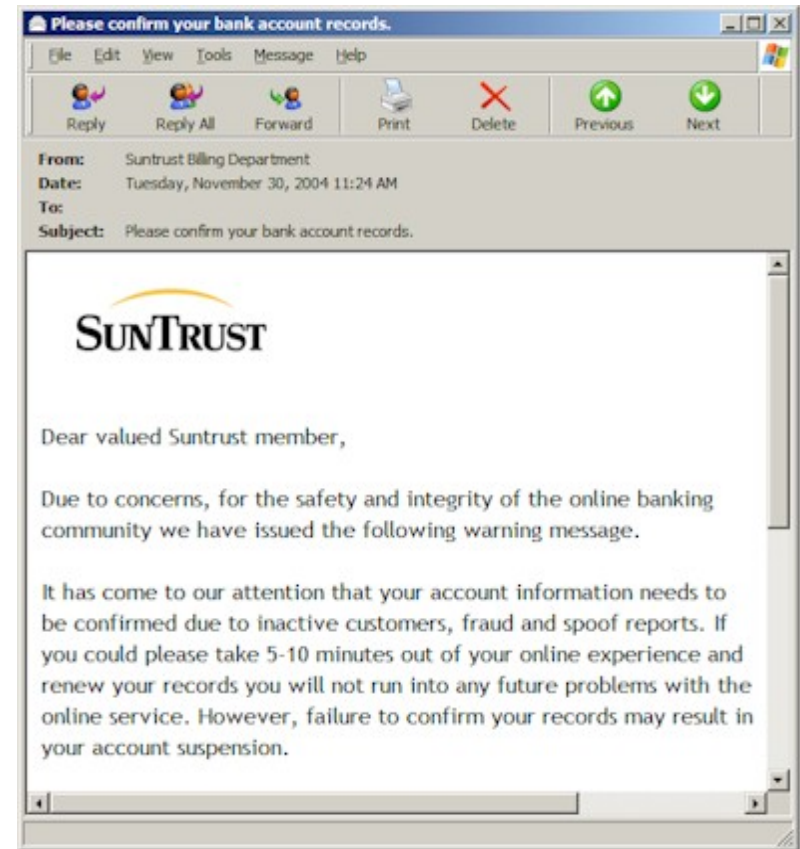 Please confirm your bank account records.
File Edit View Tools Message Help
Reply Reply All Forward Print Delete Previous Next
From: Suntrust Billing Department
Date: Tuesday, November 30, 2004 11:24 AM
To:
Subject: Please confirm your bank account records.
SUNTRUST
Dear valued Suntrust member,
Due to concerns, for the safety and integrity of the online banking
community we have issued the following warning message.
It has come to our attention that your account information needs to
be confirmed due to inactive customers, fraud and spoof reports. If
you could please take 5-10 minutes out of your online experience and
renew your records you will not run into any future problems with the
online service. However, failure to confirm your records may result in
your account suspension.